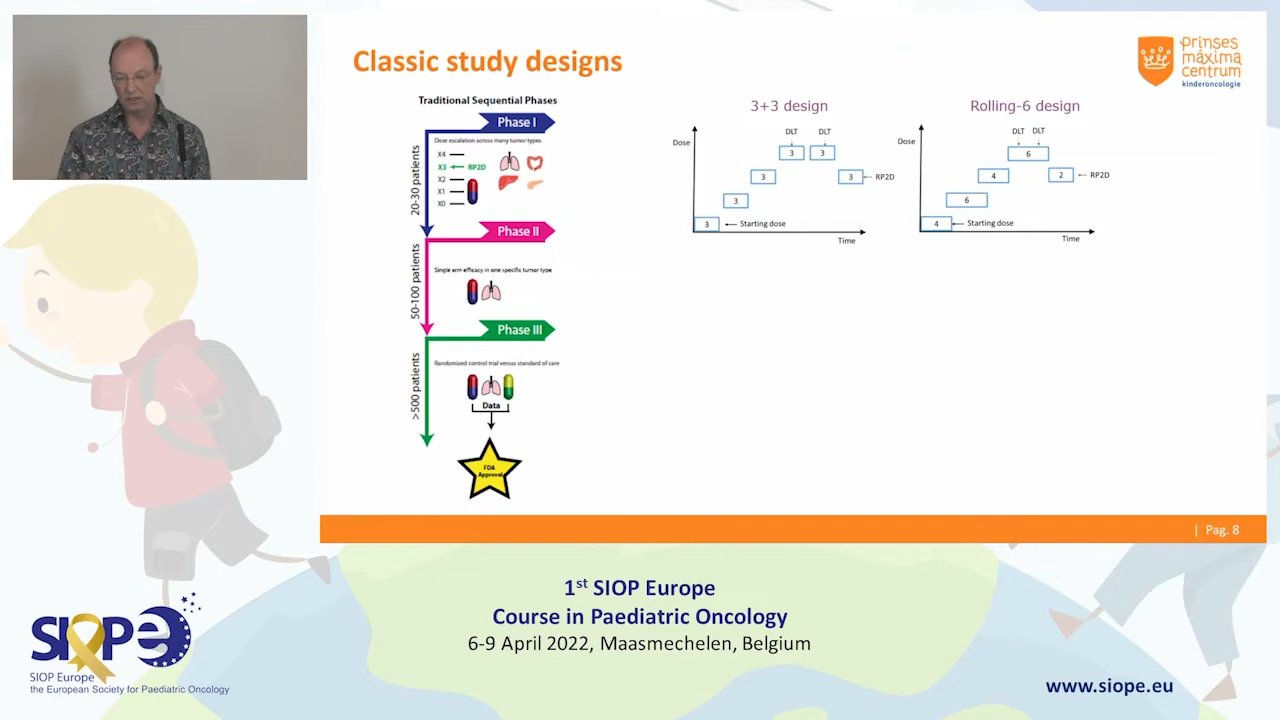 Classic study designs
prinses
máxima
centrum
kinderoncologie
Traditional Sequential Phases
Phase I
Dose escalation across many tumor types
X4
X3
RP2D
X2
X1
X0
20-30 patients
Phase II
Single arm efficacy in one specific tumor type
50-100 patients
Phase III
Randomized control trial versus standard of care
>500 patients
Data
FDA
Approval
3+3 design
Dose
DLT
DLT
3
3
3
3
RP2D
3
3
Starting dose
Time
Rolling-6 design
Dose
DLT
DLT
6
4
2
RP2D
6
4
Starting dose
Time
| Pag. 8
1st SIOP Europe
Course in Paediatric Oncology
6-9 April 2022, Maasmechelen, Belgium
SIOPe
SIOP Europe
the European Society for Paediatric Oncology
www.siope.eu